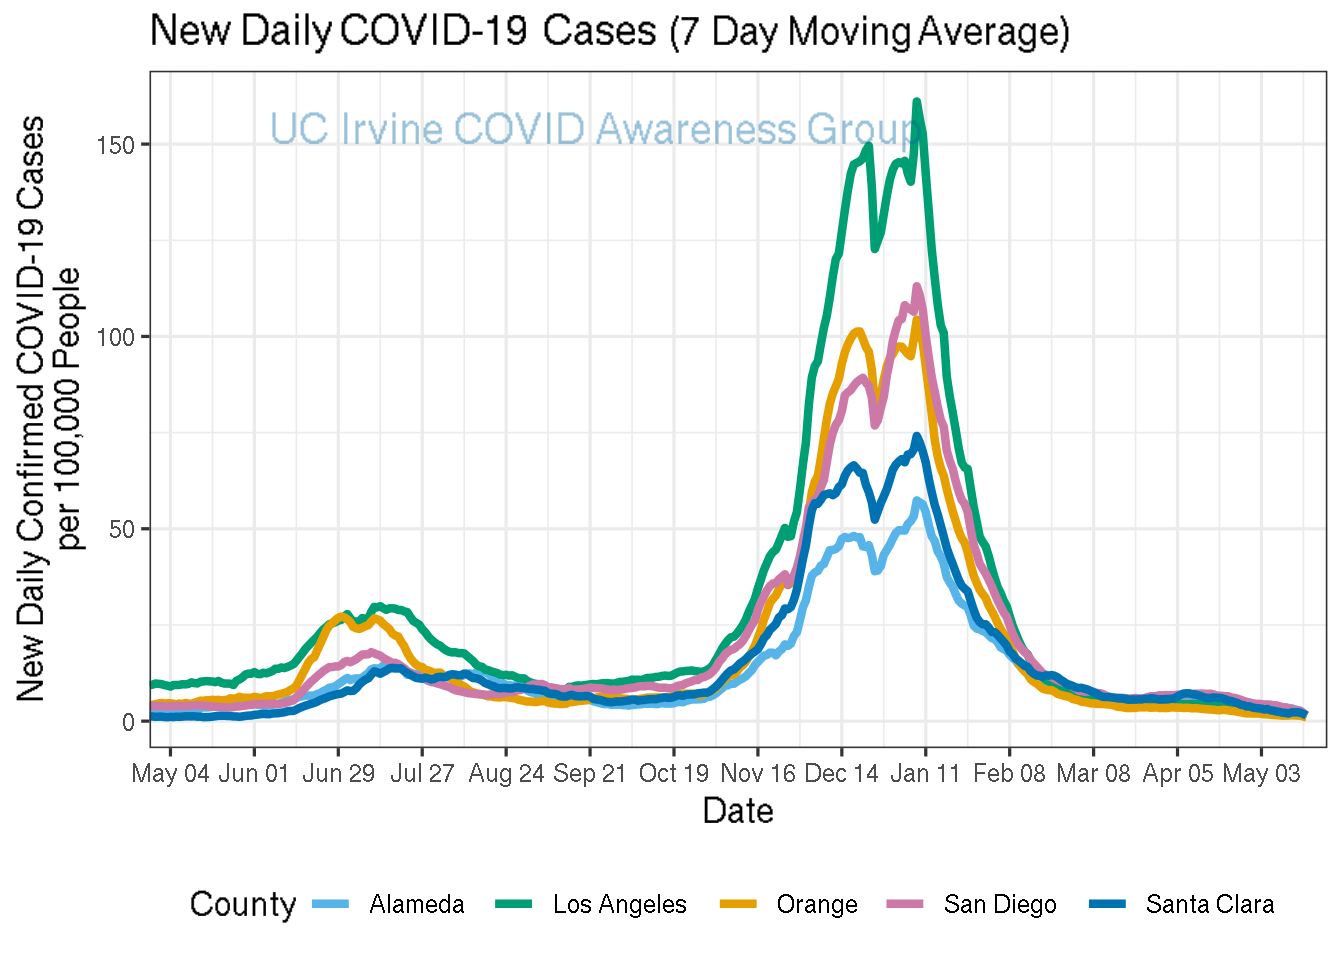 New Daily COVID-19 Cases (7 Day Moving Average)
UC Irvine COVID Awareness Group
New Daily Confirmed COVID-19 Cases
per 100,000 People
150
100
50
0
May 04 Jun 01 Jun 29 Jul 27 Aug 24 Sep 21 Oct 19 Nov 16 Dec 14 Jan 11 Feb 08 Mar 08 Apr 05 May 03
Date
County Alameda Los Angeles Orange San Diego Santa Clara